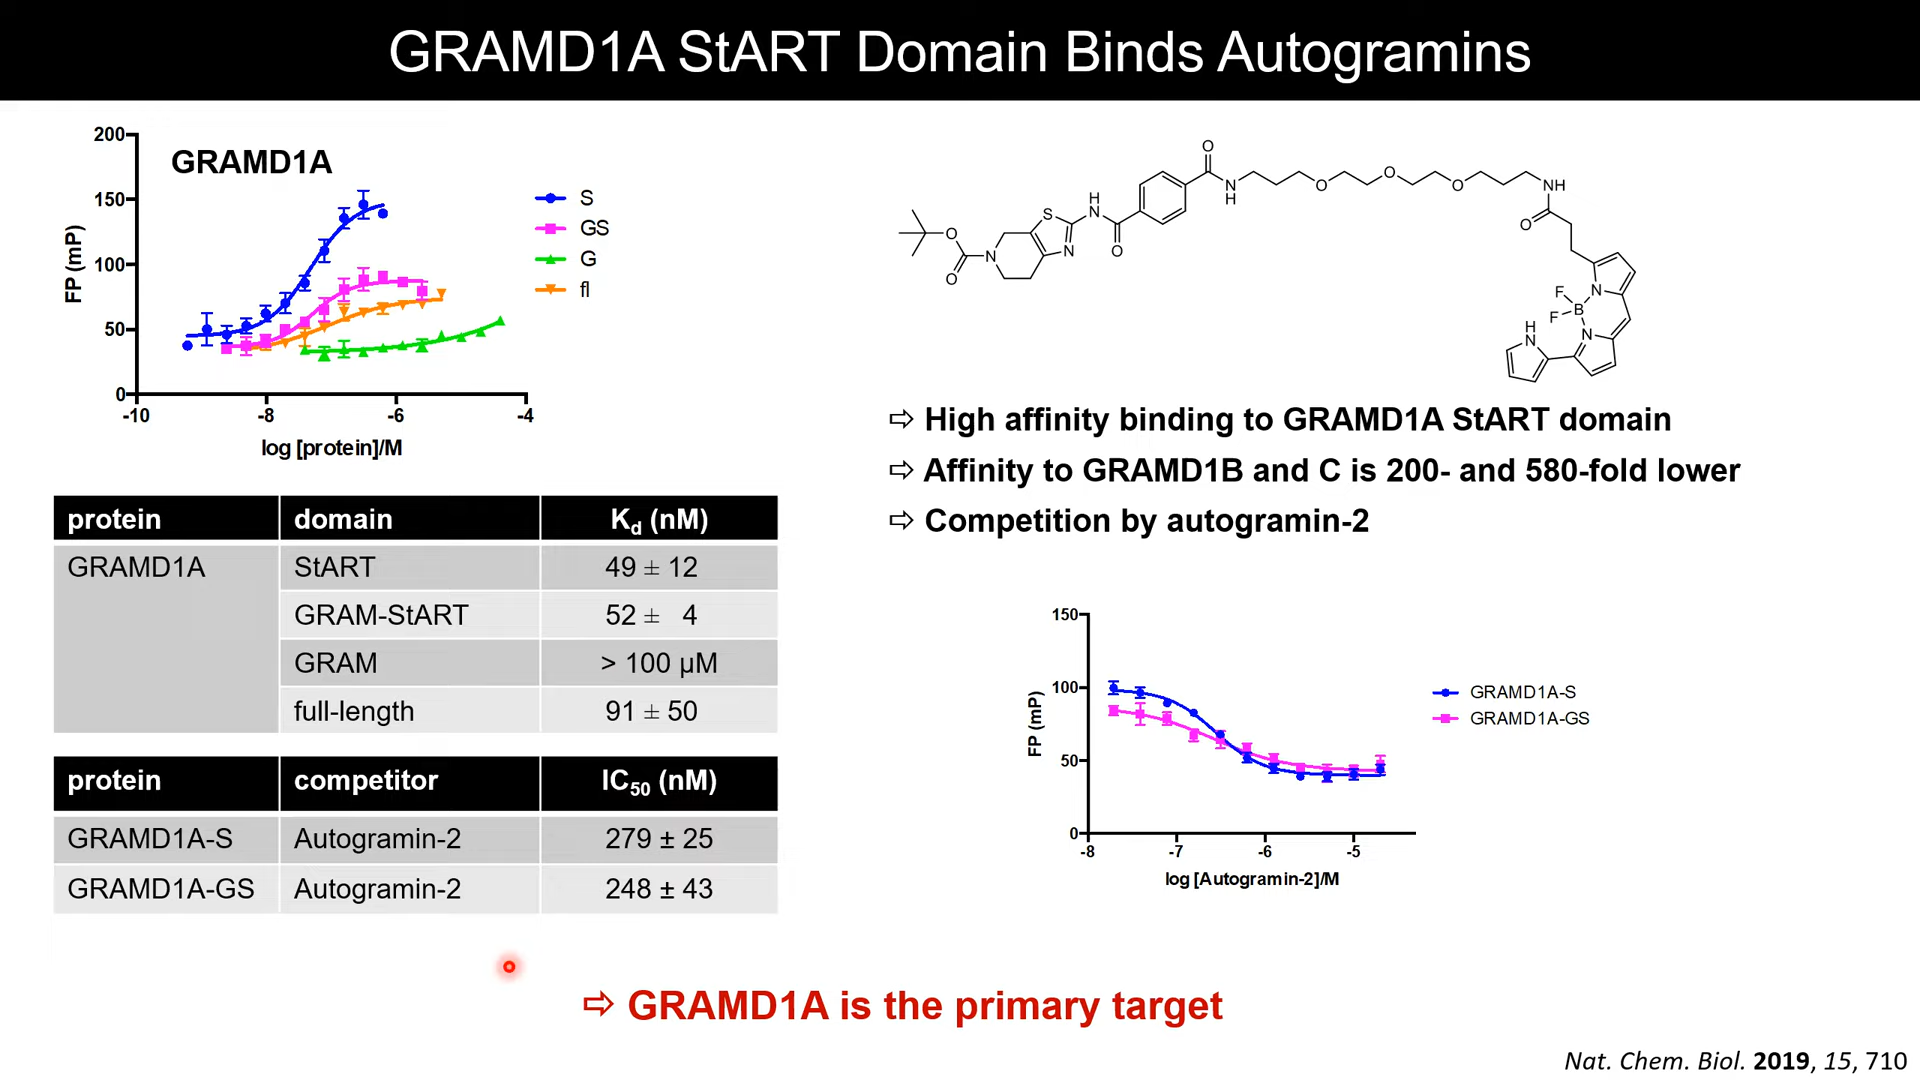 GRAMD1A StART Domain Binds Autogramins
GRAMD1A
200
150
100
50
0
-10 -8 -6 -4
FP (mP)
log [protein]/M
S
GS
G
fl
protein domain Kd (nM)
GRAMD1A StART 49 ± 12
GRAM-StART 52 ± 4
GRAM > 100 µM
full-length 91 ± 50
protein competitor IC50 (nM)
GRAMD1A-S Autogramin-2 279 ± 25
GRAMD1A-GS Autogramin-2 248 ± 43
O
O
N
S
N
H
N
O
O
N
H
O
O
O
NH
O
F
F
B
N
N
H
N
⇨ High affinity binding to GRAMD1A StART domain
⇨ Affinity to GRAMD1B and C is 200- and 580-fold lower
⇨ Competition by autogramin-2
150
100
50
0
-8 -7 -6 -5
FP (mP)
log [Autogramin-2]/M
GRAMD1A-S
GRAMD1A-GS
⇨ GRAMD1A is the primary target
Nat. Chem. Biol. 2019, 15, 710